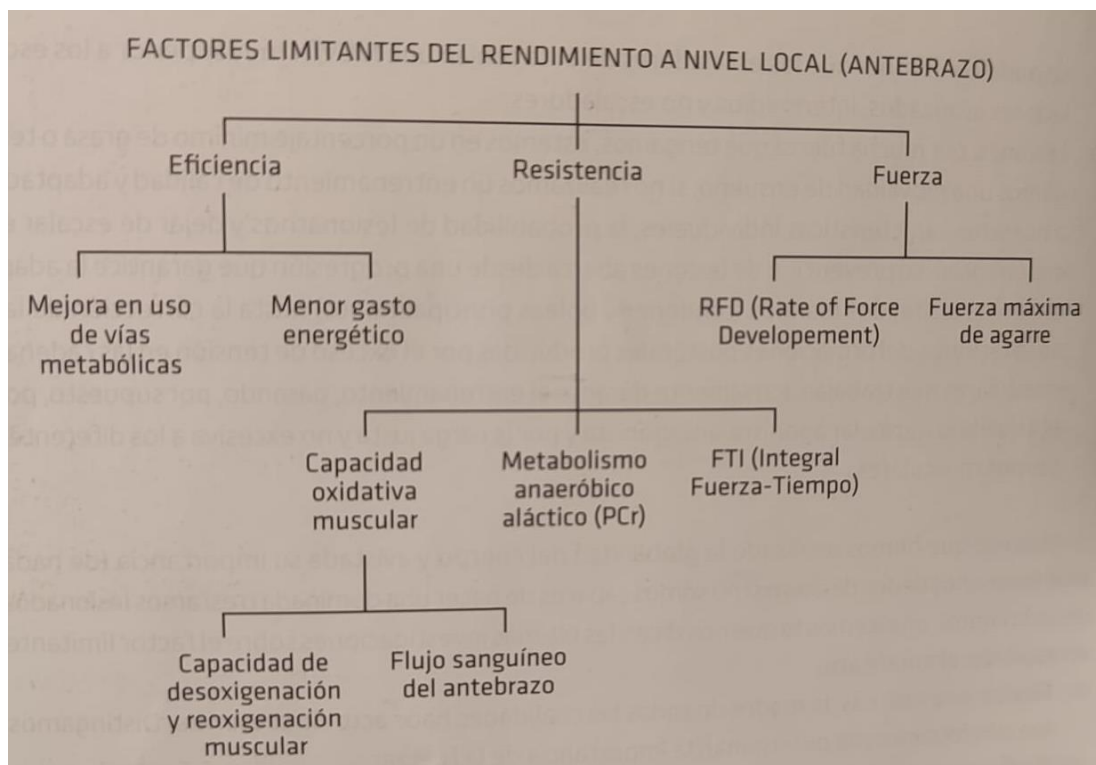 FACTORES LIMITANTES DEL RENDIMIENTO A NIVEL LOCAL (ANTEBRAZO)
Eficiencia
Resistencia
Fuerza
Mejora en uso
de vías
metabólicas
Menor gasto
energético
RFD (Rate of Force
Developement)
Fuerza máxima
de agarre
Capacidad
oxidativa
muscular
Metabolismo
anaeróbico
aláctico (PCr)
FTI (Integral
Fuerza-Tiempo)
Capacidad de
desoxigenación
y reoxigenación
muscular
Flujo sanguíneo
del antebrazo